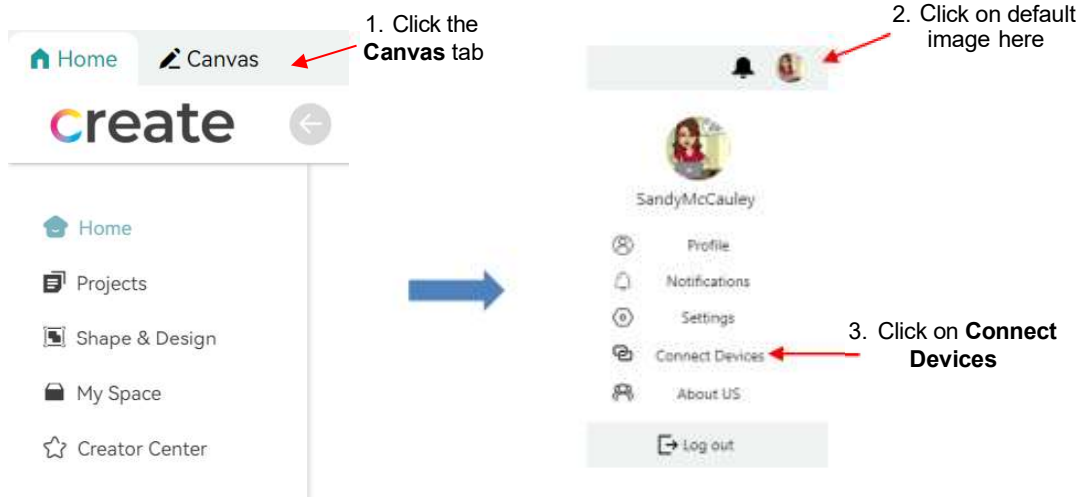 1. Click the
Canvas tab
Home
Canvas
create
Home
Projects
Shape & Design
My Space
Creator Center
2. Click on default
image here
SandyMcCauley
Profile
Notifications
Settings
Connect Devices
About US
Log out
3. Click on Connect
Devices